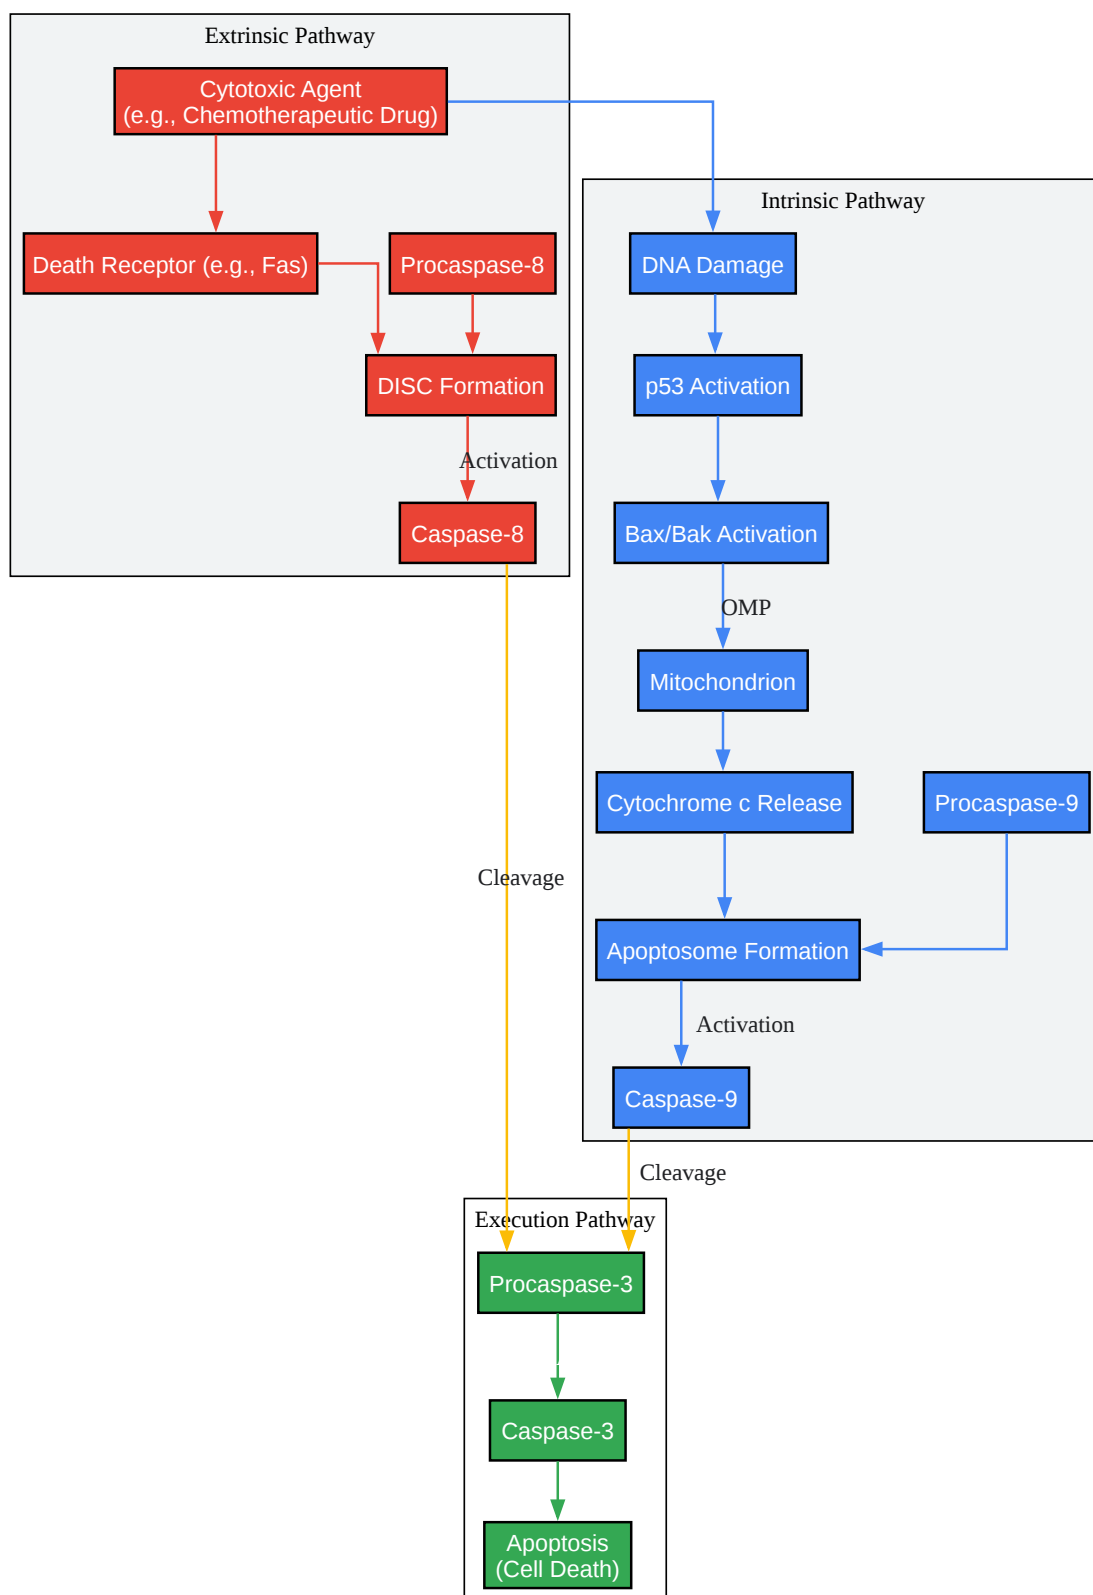 Extrinsic Pathway
Cytotoxic Agent
(e.g., Chemotherapeutic Drug)
Intrinsic Pathway
Death Receptor (e.g., Fas)
Procaspase-8
DNA Damage
DISC Formation
p53 Activation
Activation
Caspase-8
Bax/Bak Activation
OMP
Mitochondrion
Cytochrome c Release
Procaspase-9
Cleavage
Apoptosome Formation
Activation
Caspase-9
Cleavage
Execution Pathway
Procaspase-3
Caspase-3
Apoptosis
(Cell Death)